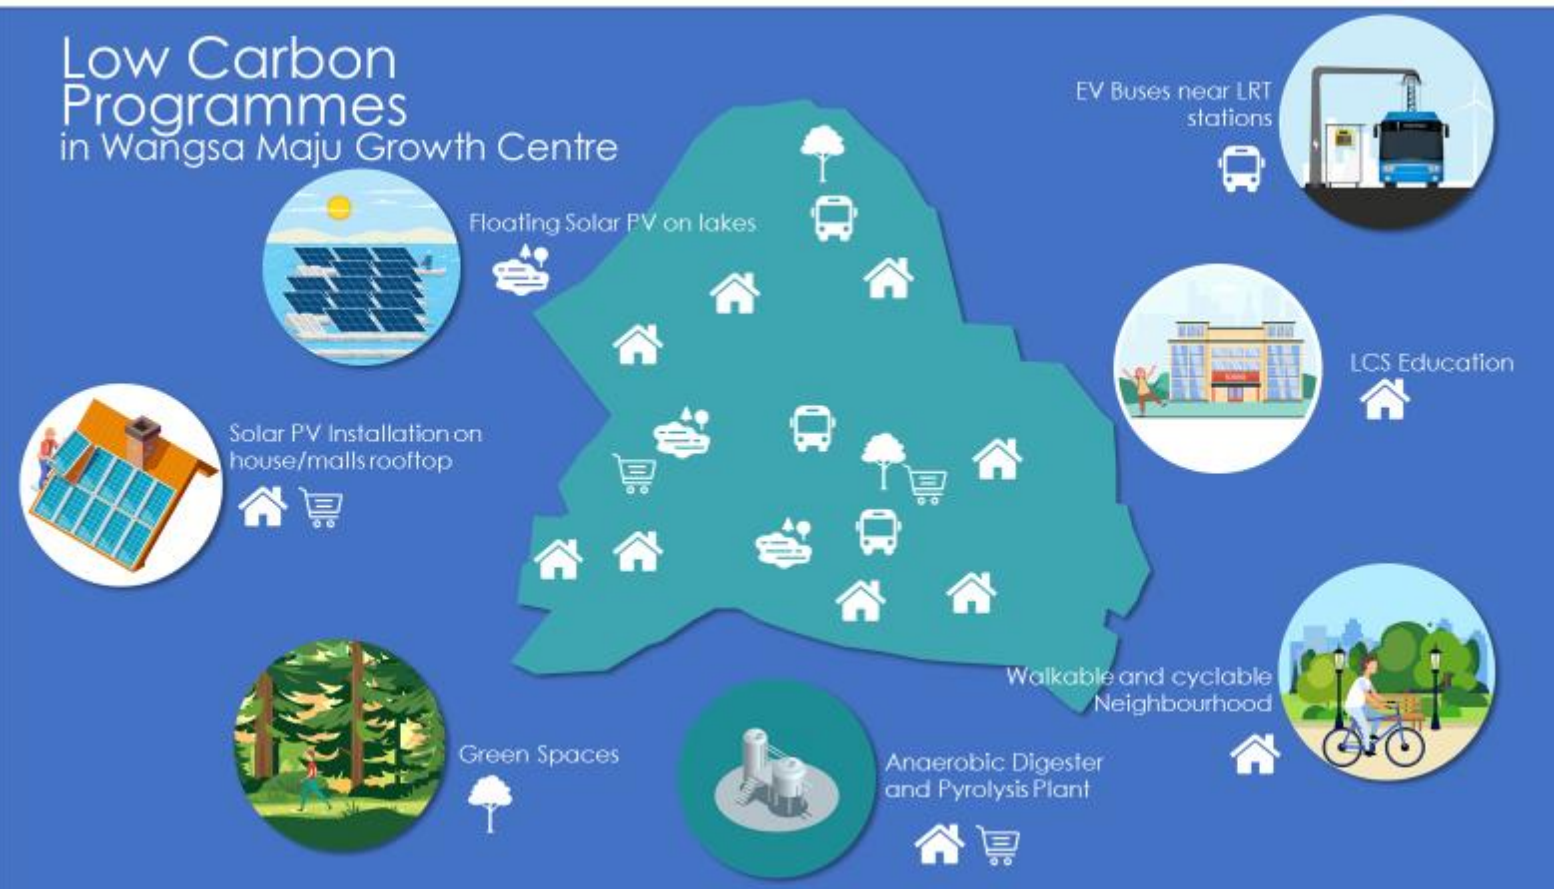 Low Carbon
Programmes
in Wangsa Maju Growth Centre
EV Buses near LRT
stations
Floating Solar PV on lakes
LCS Education
Solar PV Installation on
house/malls rooftop
Walkable and cyclable
Neighbourhood
Green Spaces
Anaerobic Digester
and Pyrolysis Plant